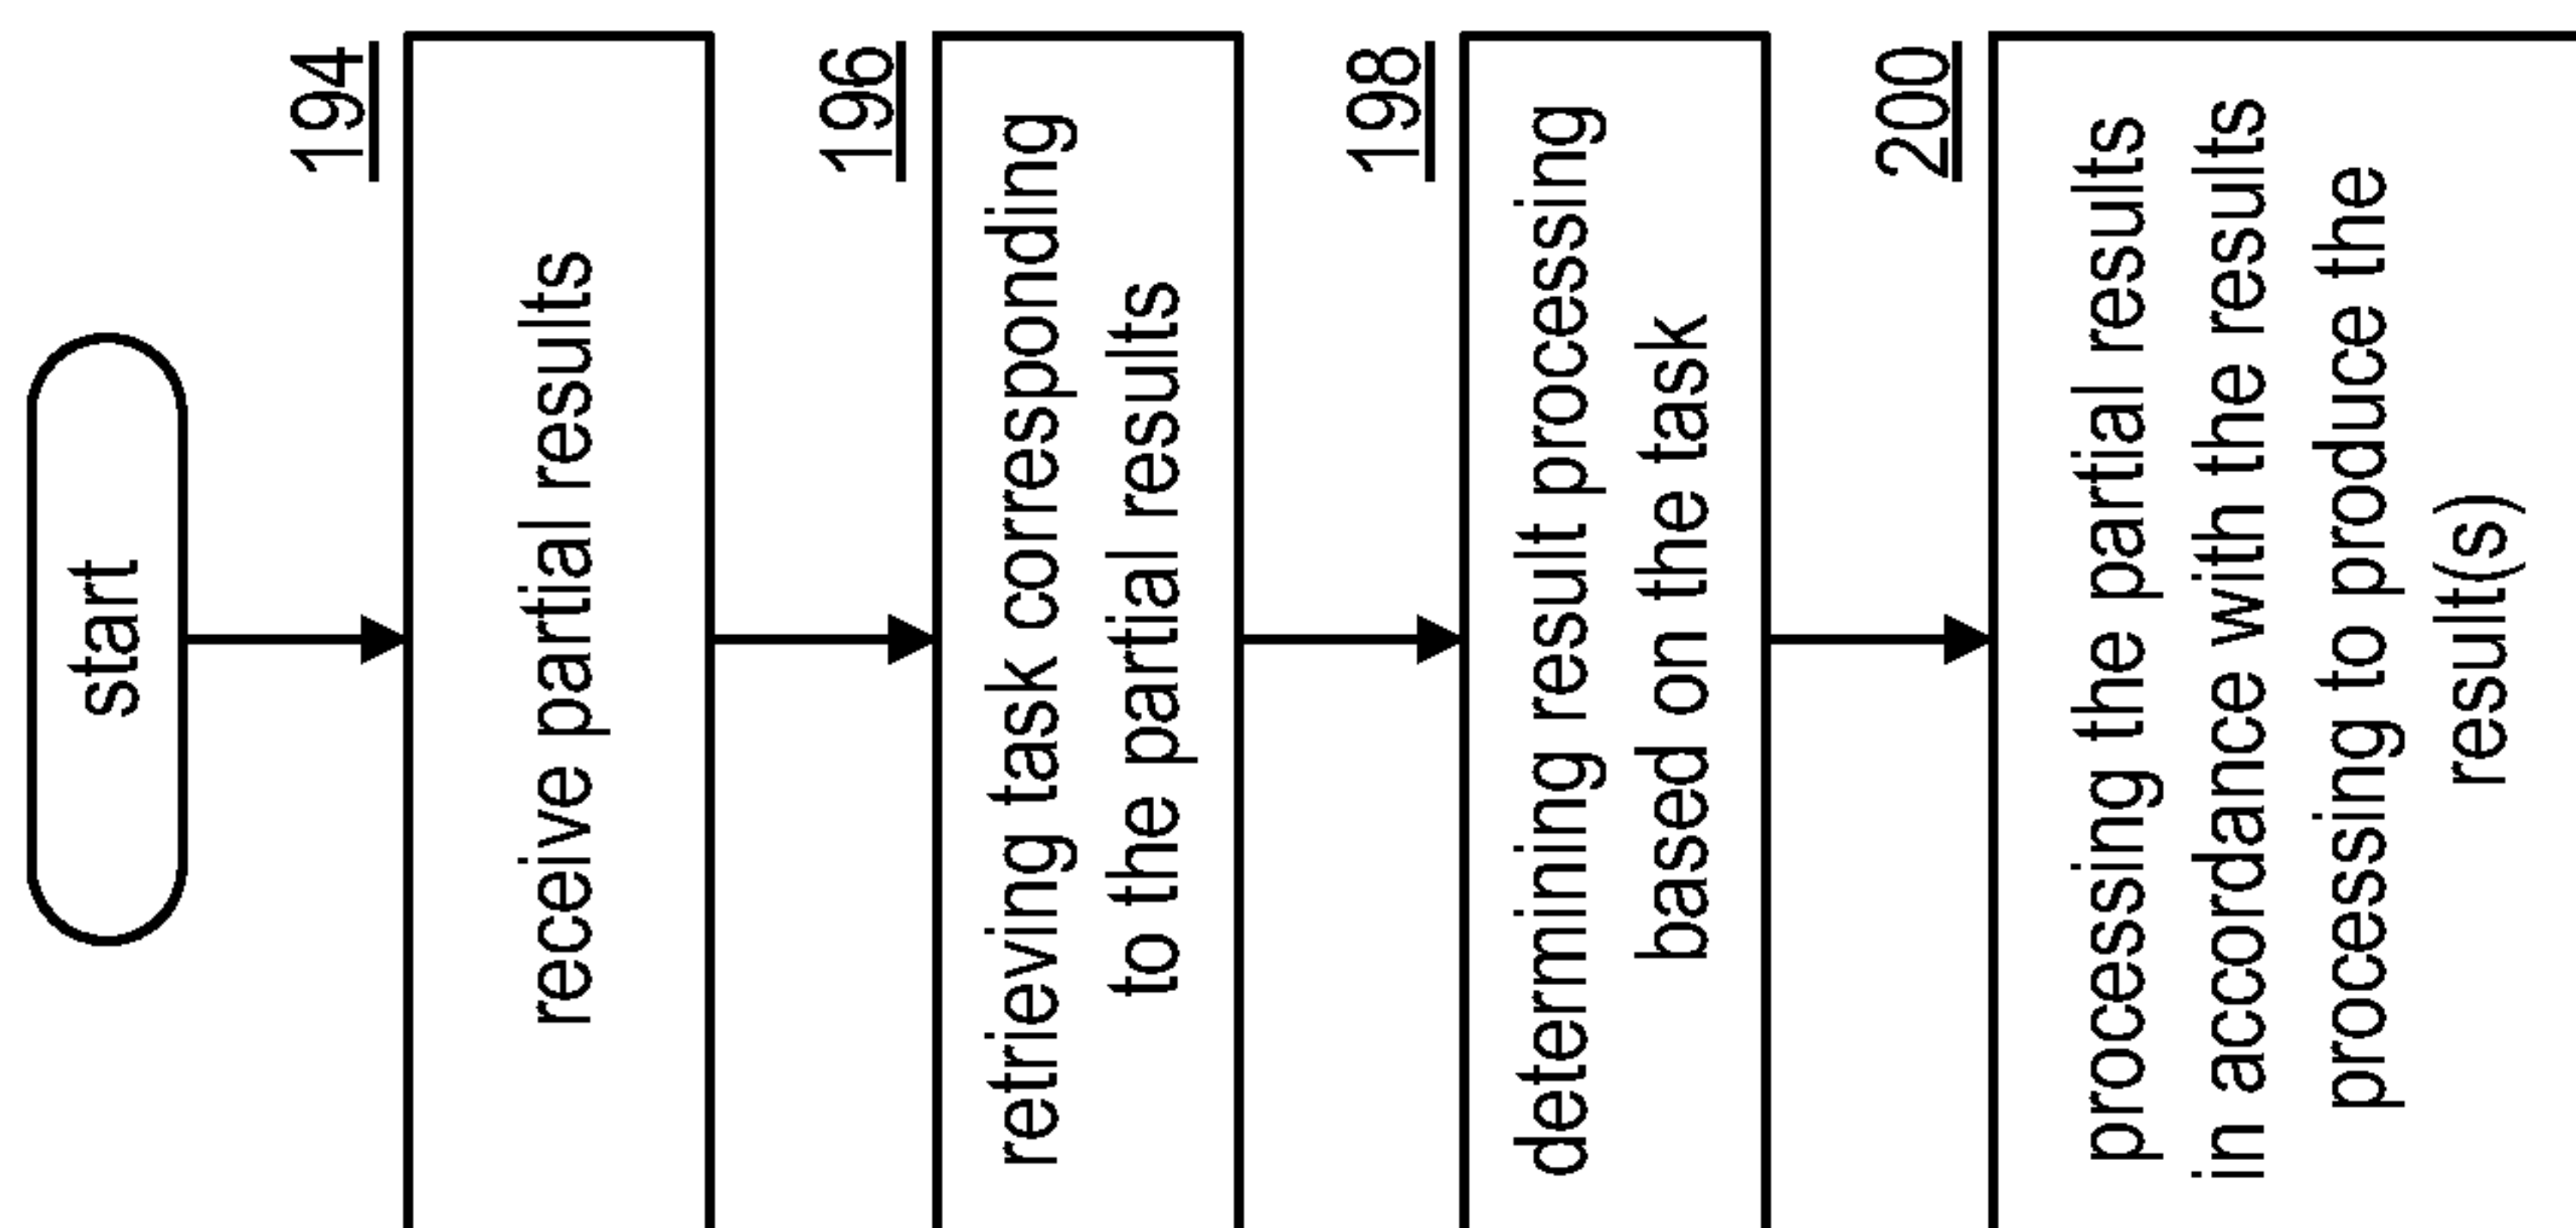 start
194
receive partial results
196
retrieving task corresponding
to the partial results
198
determining result processing
based on the task
200
processing the partial results
in accordance with the results
processing to produce the
result(s)